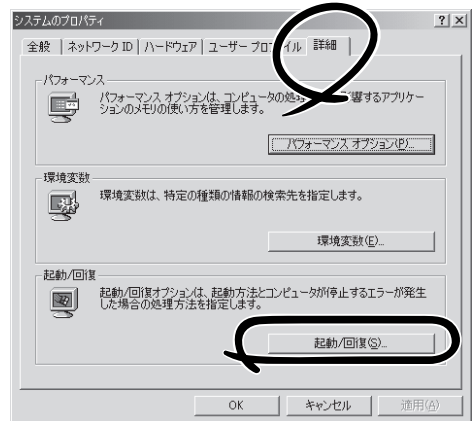 システムのプロパティ
全般 ネットワーク ID ハードウェア ユーザー プロ イル 詳細
パフォーマンス
パフォーマンス オプションは、コンピュータの処 響するアプリケー
ションのメモリの使い方を管理します。
パフォーマンス オプション(P)...
環境変数
環境変数は、特定の種類の情報の検索先を指定します。
環境変数(E)...
起動/回復
起動/回復オプションは、起動方法とコンピュータが停止するエラーが発生
した場合の処理方法を指定します。
起動/回復(S)...
OK キャンセル 適用(A)